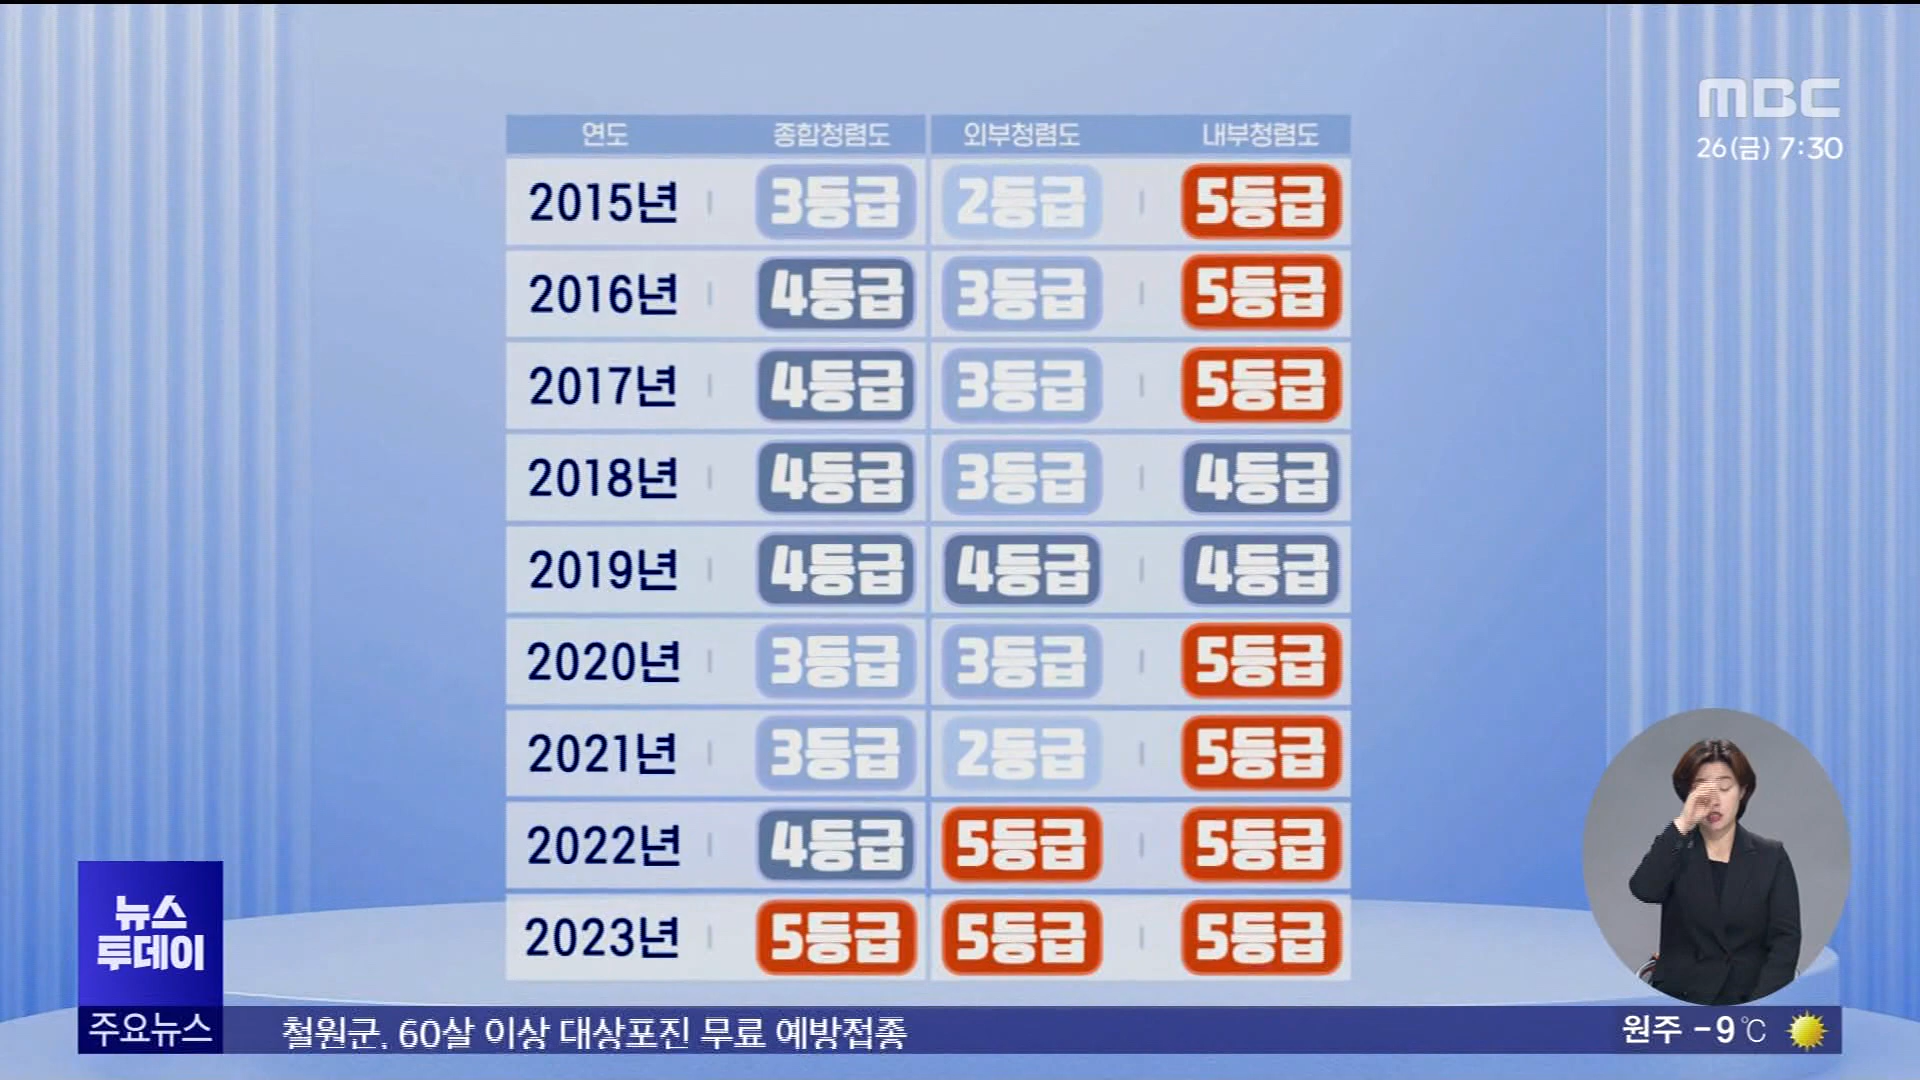 MBC
26(금) 7:30
연도 종합청렴도 외부청렴도 내부청렴도
2015년 3등급 2등급 5등급
2016년 4등급 3등급 5등급
2017년 4등급 3등급 5등급
2018년 4등급 3등급 4등급
2019년 4등급 4등급 4등급
2020년 3등급 3등급 5등급
2021년 3등급 2등급 5등급
2022년 4등급 5등급 5등급
2023년 5등급 5등급 5등급
뉴스
투데이
주요뉴스 철원군, 60살 이상 대상포진 무료 예방접종 원주 -9℃